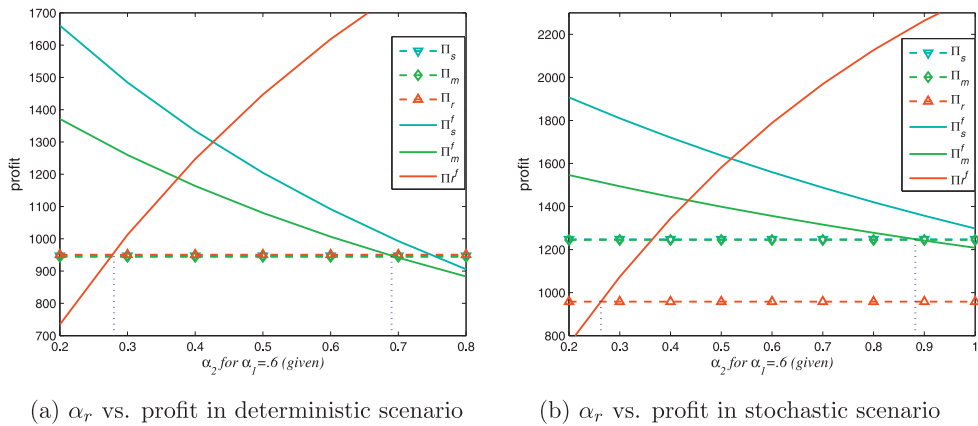 1700
1600
1500
1400
1300
1200
1100
1000
900
800
700
profit
0.2 0.3 0.4 0.5 0.6 0.7 0.8
α₂ for α₁=.6 (given)
Πₛ
Πₘ
Πᵣ
Πₛᶠ
Πₘᶠ
Πrᶠ
(a) αᵣ vs. profit in deterministic scenario
2200
2000
1800
1600
1400
1200
1000
800
profit
0.2 0.3 0.4 0.5 0.6 0.7 0.8 0.9 1
α₂ for α₁=.6 (given)
Πₛ
Πₘ
Πᵣ
Πₛᶠ
Πₘᶠ
Πrᶠ
(b) αᵣ vs. profit in stochastic scenario